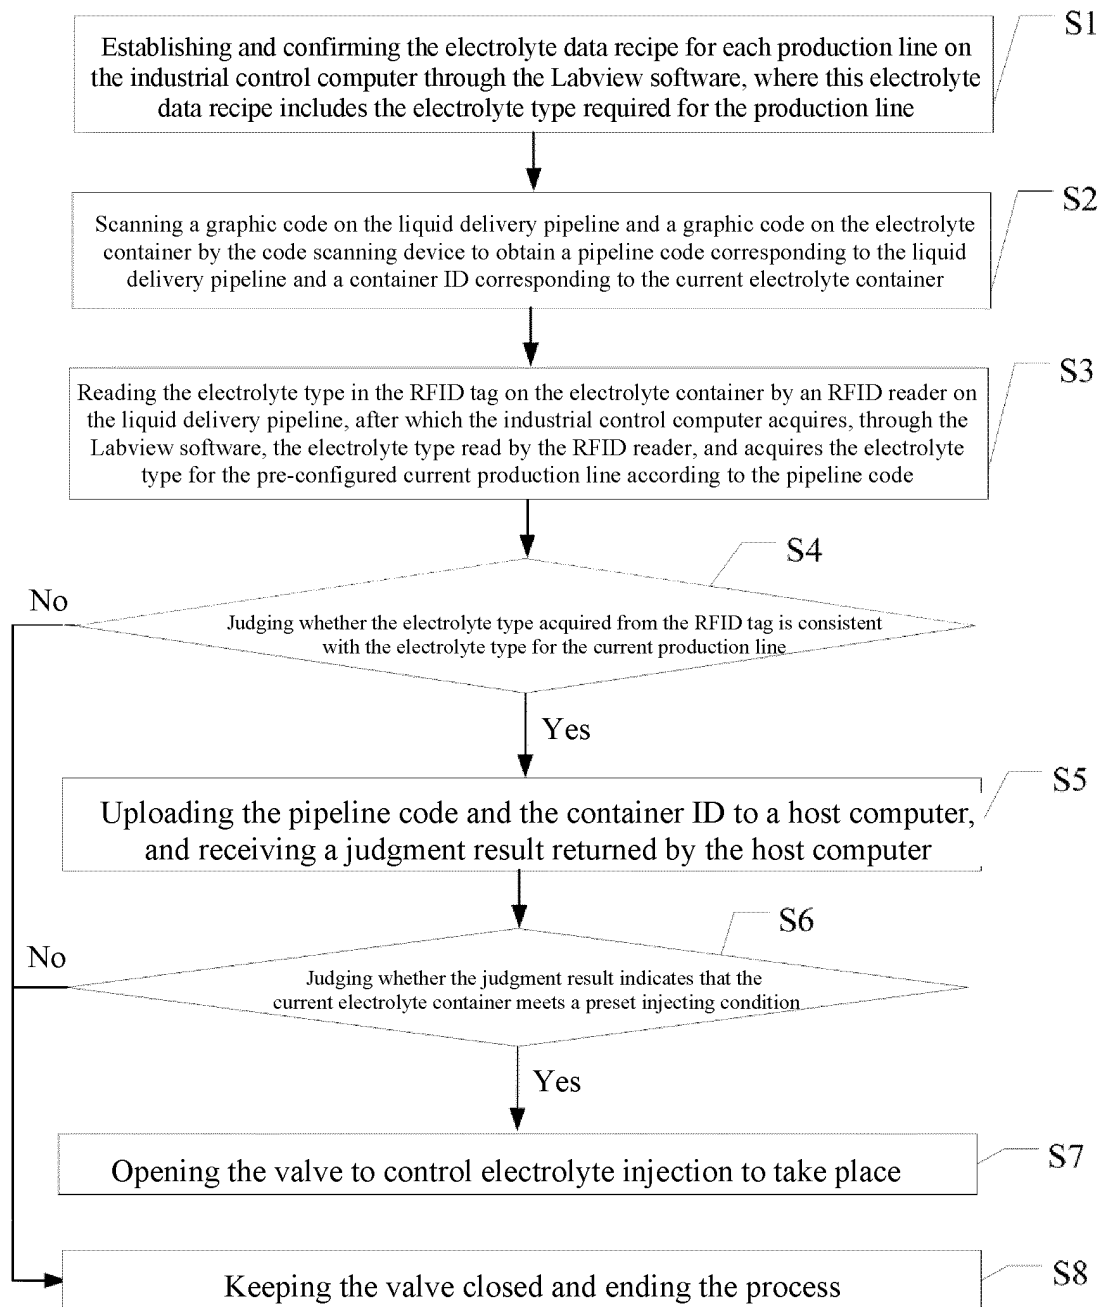 S1
Establishing and confirming the electrolyte data recipe for each production line on
the industrial control computer through the Labview software, where this electrolyte
data recipe includes the electrolyte type required for the production line
S2
Scanning a graphic code on the liquid delivery pipeline and a graphic code on the electrolyte
container by the code scanning device to obtain a pipeline code corresponding to the liquid
delivery pipeline and a container ID corresponding to the current electrolyte container
S3
Reading the electrolyte type in the RFID tag on the electrolyte container by an RFID reader on
the liquid delivery pipeline, after which the industrial control computer acquires, through the
Labview software, the electrolyte type read by the RFID reader, and acquires the electrolyte
type for the pre-configured current production line according to the pipeline code
S4
No
Judging whether the electrolyte type acquired from the RFID tag is consistent
with the electrolyte type for the current production line
Yes
S5
Uploading the pipeline code and the container ID to a host computer,
and receiving a judgment result returned by the host computer
S6
No
Judging whether the judgment result indicates that the
current electrolyte container meets a preset injecting condition
Yes
S7
Opening the valve to control electrolyte injection to take place
S8
Keeping the valve closed and ending the process